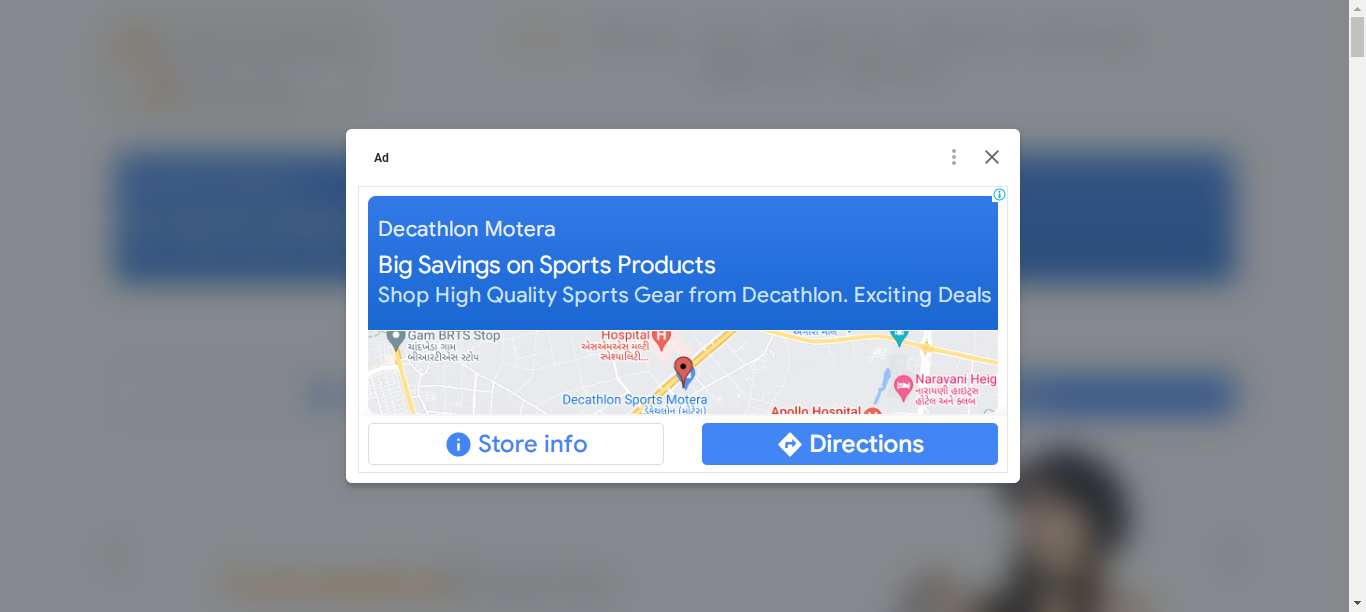 Ad
Decathlon Motera
Big Savings on Sports Products
Shop High Quality Sports Gear from Decathlon. Exciting Deals
Gam BRTS Stop
ચાંદખેડા ગામ
બીઆરટીએસ સ્ટોપ
Hospital
એસએમએસ મલ્ટી
સ્પેશ્યાલિટી...
Decathlon Sports Motera
ડેકેથલોન (મોટેરા)
Naravani Heig
નારાયણી હાઇટ્સ
હોટેલ અને ક્લબ
Apollo Hospital
Store info
Directions